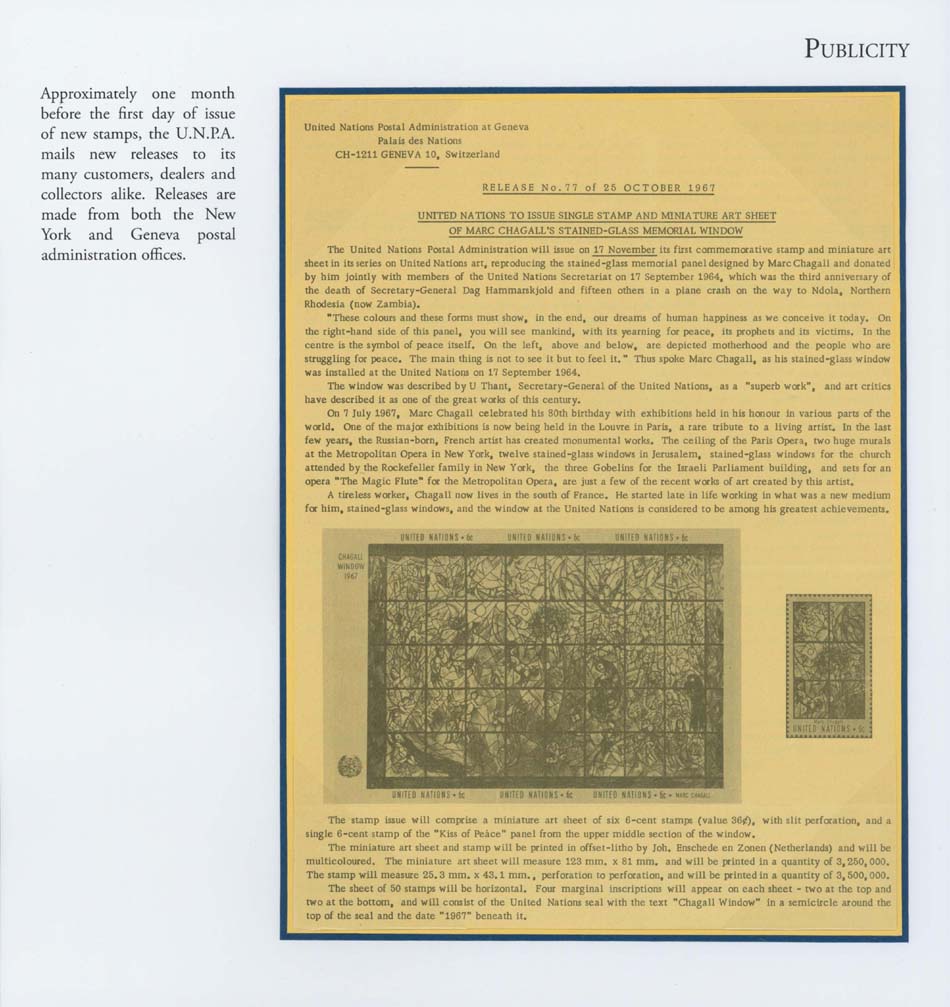 PUBLICITY
Approximately one month
before the first day of issue
of new stamps, the U.N.P.A.
mails new releases to its
many customers, dealers and
collectors alike. Releases are
made from both the New
York and Geneva postal
administration offices.
United Nations Postal Administration at Geneva
Palais des Nations
CH-1211 GENEVA 10, Switzerland
RELEASE No. 77 of 25 OCTOBER 1967
UNITED NATIONS TO ISSUE SINGLE STAMP AND MINIATURE ART SHEET
OF MARC CHAGALL'S STAINED-GLASS MEMORIAL WINDOW
The United Nations Postal Administration will issue on 17 November its first commemorative stamp and miniature art
sheet in its series on United Nations art, reproducing the stained-glass memorial panel designed by Marc Chagall and donated
by him jointly with members of the United Nations Secretariat on 17 September 1964, which was the third anniversary of
the death of Secretary-General Dag Hammarskjold and fifteen others in a plane crash on the way to Ndola, Northern
Rhodesia (now Zambia).
"These colours and these forms must show, in the end, our dreams of human happiness as we conceive it today. On
the right-hand side of this panel, you will see mankind, with its yearning for peace, its prophets and its victims. In the
centre is the symbol of peace itself. On the left, above and below, are depicted motherhood and the people who are
struggling for peace. The main thing is not to see it but to feel it." Thus spoke Marc Chagall, as his stained-glass window
was installed at the United Nations on 17 September 1964.
The window was described by U Thant, Secretary-General of the United Nations, as a "superb work", and art critics
have described it as one of the great works of this century.
On 7 July 1967, Marc Chagall celebrated his 80th birthday with exhibitions held in his honour in various parts of the
world. One of the major exhibitions is now being held in the Louvre in Paris, a rare tribute to a living artist. In the last
few years, the Russian-born, French artist has created monumental works. The ceiling of the Paris Opera, two huge murals
at the Metropolitan Opera in New York, twelve stained-glass windows in Jerusalem, stained-glass windows for the church
attended by the Rockefeller family in New York, the three Gobelins for the Israeli Parliament building, and sets for an
opera "The Magic Flute" for the Metropolitan Opera, are just a few of the recent works of art created by this artist.
A tireless worker, Chagall now lives in the south of France. He started late in life working in what was a new medium
for him, stained-glass windows, and the window at the United Nations is considered to be among his greatest achievements.
UNITED NATIONS • 6c UNITED NATIONS • 6c UNITED NATIONS • 6c
CHAGALL
WINDOW
1967
Marc Chagall
UNITED NATIONS • 6c
UNITED NATIONS • 6c UNITED NATIONS • 6c UNITED NATIONS • 6c • MARC CHAGALL
The stamp issue will comprise a miniature art sheet of six 6-cent stamps (value 36¢), with slit perforation, and a
single 6-cent stamp of the "Kiss of Peace" panel from the upper middle section of the window.
The miniature art sheet and stamp will be printed in offset-litho by Joh. Enschede en Zonen (Netherlands) and will be
multicoloured. The miniature art sheet will measure 123 mm. x 81 mm. and will be printed in a quantity of 3,250,000.
The stamp will measure 25.3 mm. x 43.1 mm., perforation to perforation, and will be printed in a quantity of 3,500,000.
The sheet of 50 stamps will be horizontal. Four marginal inscriptions will appear on each sheet - two at the top and
two at the bottom, and will consist of the United Nations seal with the text "Chagall Window" in a semicircle around the
top of the seal and the date "1967" beneath it.